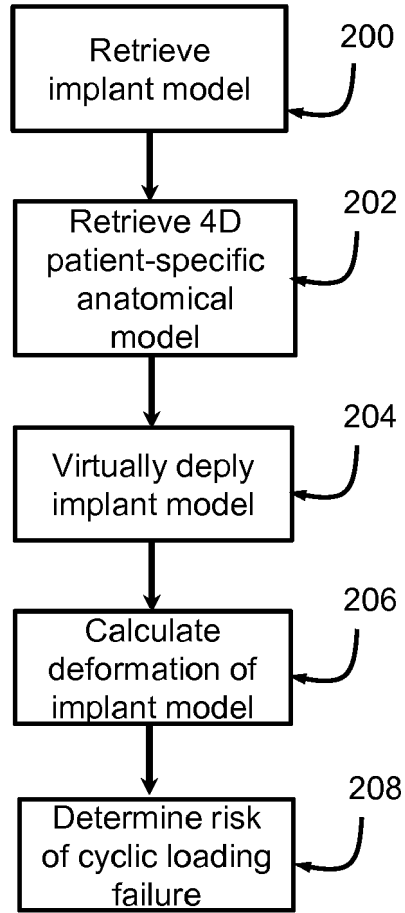 Retrieve
implant model
200
Retrieve 4D
patient-specific
anatomical
model
202
Virtually deply
implant model
204
Calculate
deformation of
implant model
206
Determine risk
of cyclic loading
failure
208